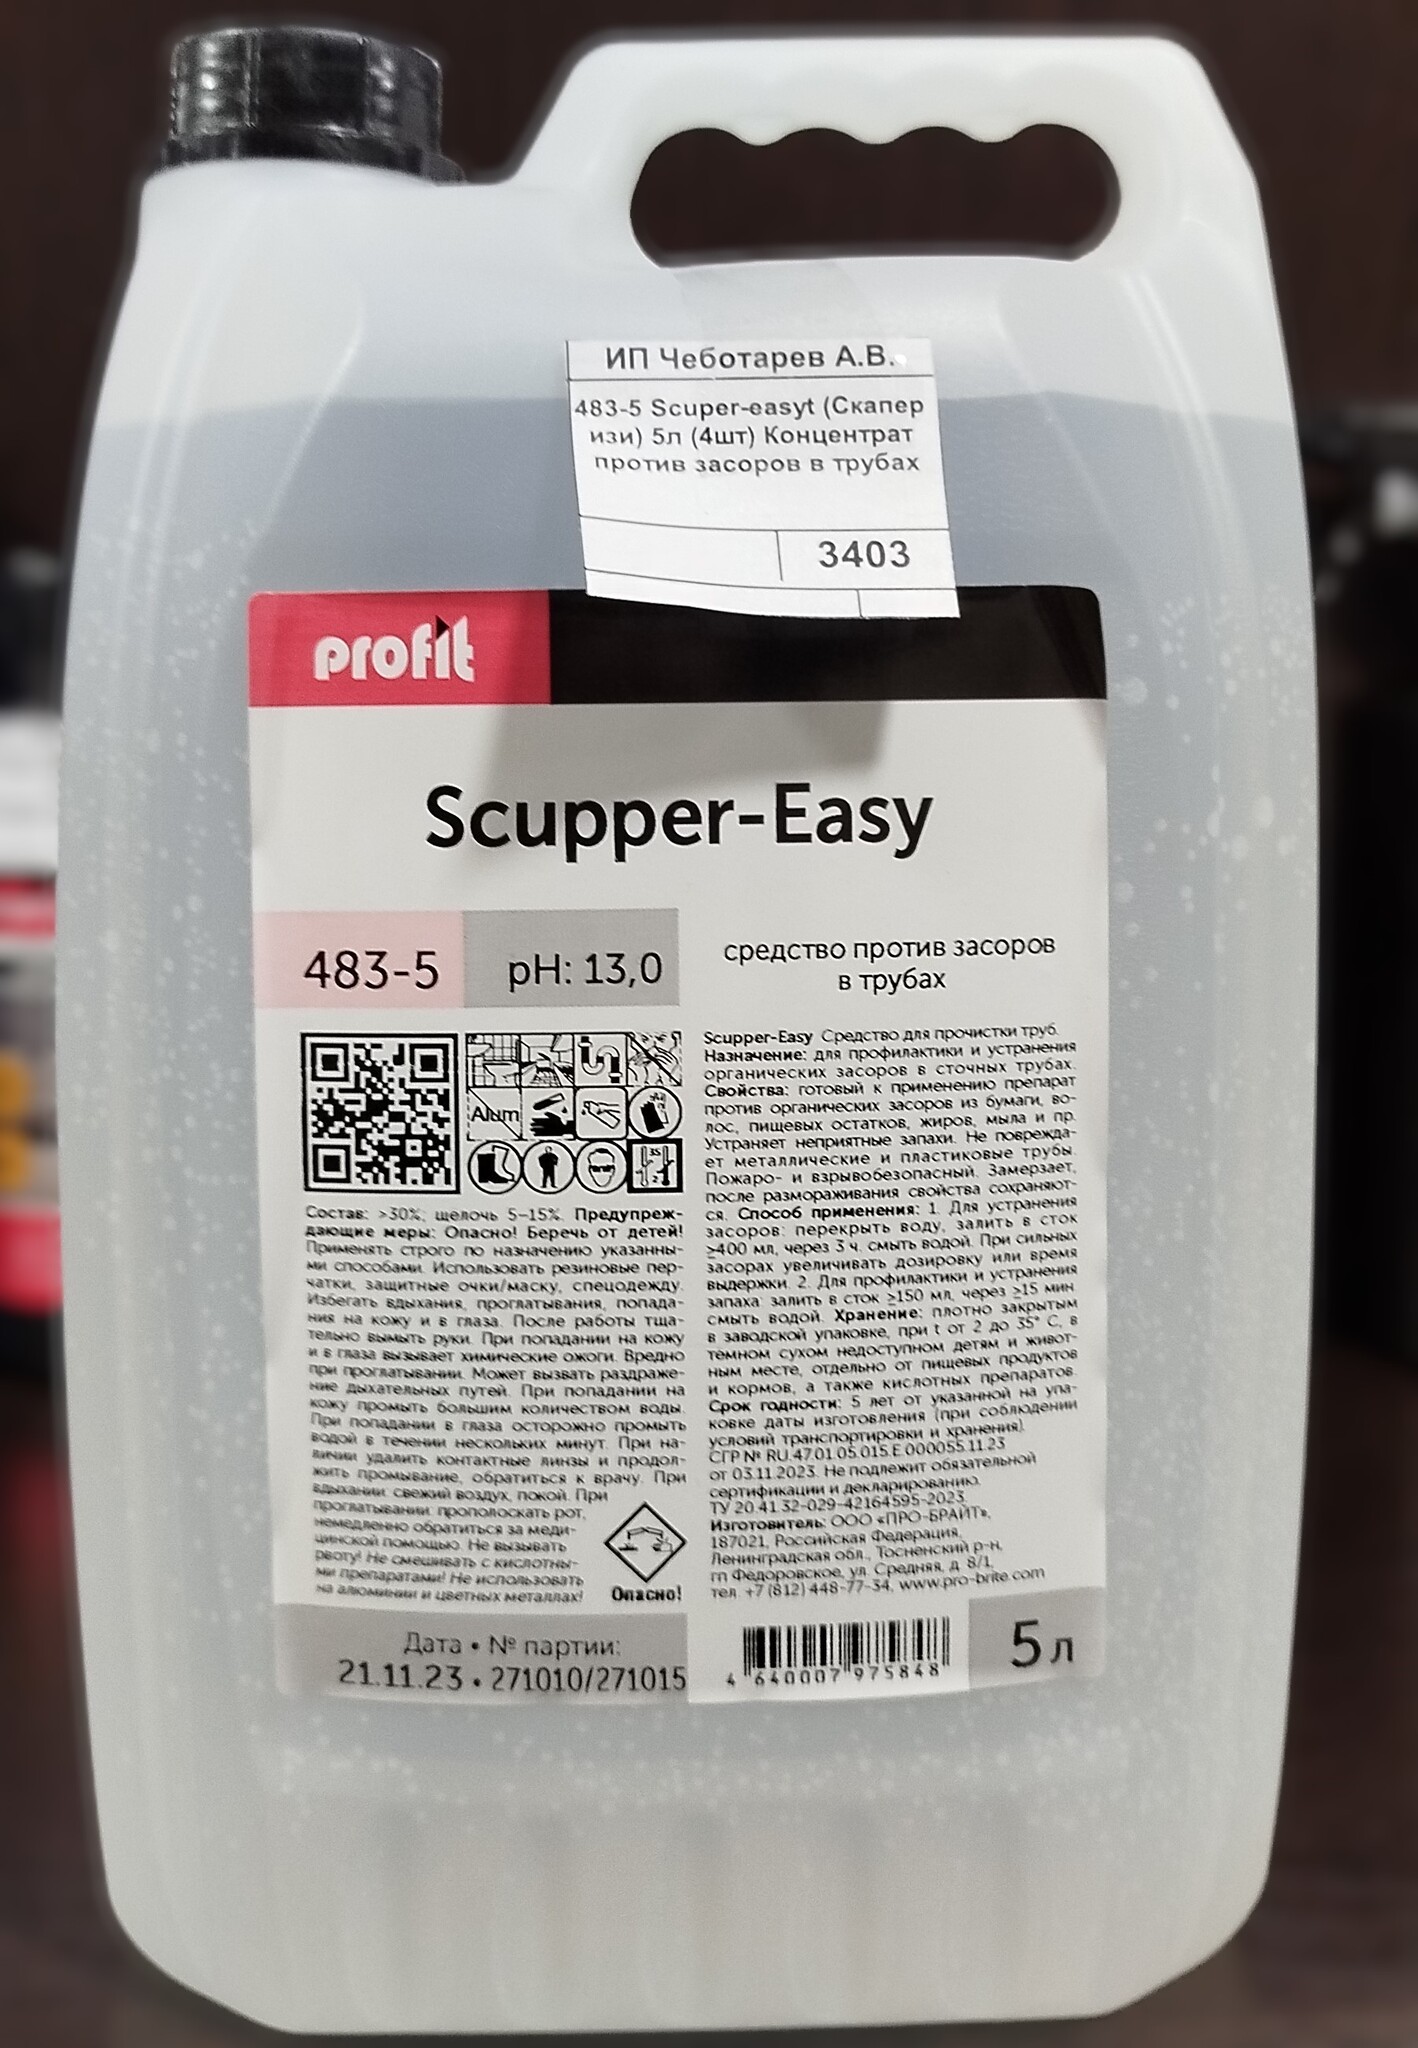 ИП Чеботарев А.В.
483-5 Scuper-easyt (Скапер
изи) 5л (4шт) Концентрат
против засоров в трубах
3403
profit
Scupper-Easy
483-5
pH: 13,0
средство против засоров
в трубах
Alum
35
2
Состав: >30%; щелочь 5–15%. Предупреж-
дающие меры: Опасно! Беречь от детей!
Применять строго по назначению указанны-
ми способами. Использовать резиновые пер-
чатки, защитные очки/маску, спецодежду.
Избегать вдыхания, проглатывания, попада-
ния на кожу и в глаза. После работы тща-
тельно вымыть руки. При попадании на кожу
и в глаза вызывает химические ожоги. Вредно
при проглатывании. Может вызвать раздраже-
ние дыхательных путей. При попадании на
кожу промыть большим количеством воды.
При попадании в глаза осторожно промыть
водой в течении нескольких минут. При на-
личии удалить контактные линзы и продол-
жить промывание, обратиться к врачу. При
вдыхании: свежий воздух, покой. При
проглатывании: прополоскать рот,
немедленно обратиться за меди-
цинской помощью. Не вызывать
рвоту! Не смешивать с кислотны-
ми препаратами! Не использовать
на алюминии и цветных металлах!
Опасно!
Scupper-Easy Средство для прочистки труб.
Назначение: для профилактики и устранения
органических засоров в сточных трубах.
Свойства: готовый к применению препарат
против органических засоров из бумаги, во-
лос, пищевых остатков, жиров, мыла и пр.
Устраняет неприятные запахи. Не поврежда-
ет металлические и пластиковые трубы.
Пожаро- и взрывобезопасный. Замерзает,
после размораживания свойства сохраняют-
ся. Способ применения: 1. Для устранения
засоров: перекрыть воду, залить в сток
≥400 мл, через 3 ч. смыть водой. При сильных
засорах увеличивать дозировку или время
выдержки. 2. Для профилактики и устранения
запаха: залить в сток ≥150 мл, через ≥15 мин
смыть водой. Хранение: плотно закрытым
в заводской упаковке, при t от 2 до 35° С, в
темном сухом недоступном детям и живот-
ным месте, отдельно от пищевых продуктов
и кормов, а также кислотных препаратов.
Срок годности: 5 лет от указанной на упа-
ковке даты изготовления (при соблюдении
условий транспортировки и хранения).
СГР № RU.47.01.05.015.Е.000055.11.23
от 03.11.2023. Не подлежит обязательной
сертификации и декларированию.
ТУ 20.41.32-029-42164595-2023
Изготовитель: ООО «ПРО-БРАЙТ»,
187021, Российская Федерация,
Ленинградская обл., Тосненский р-н,
гп Федоровское, ул. Средняя, д. 8/1,
тел. +7 (812) 448-77-34, www.pro-brite.com
Дата • № партии:
21.11.23 • 271010/271015
4 640007 975848
5 л